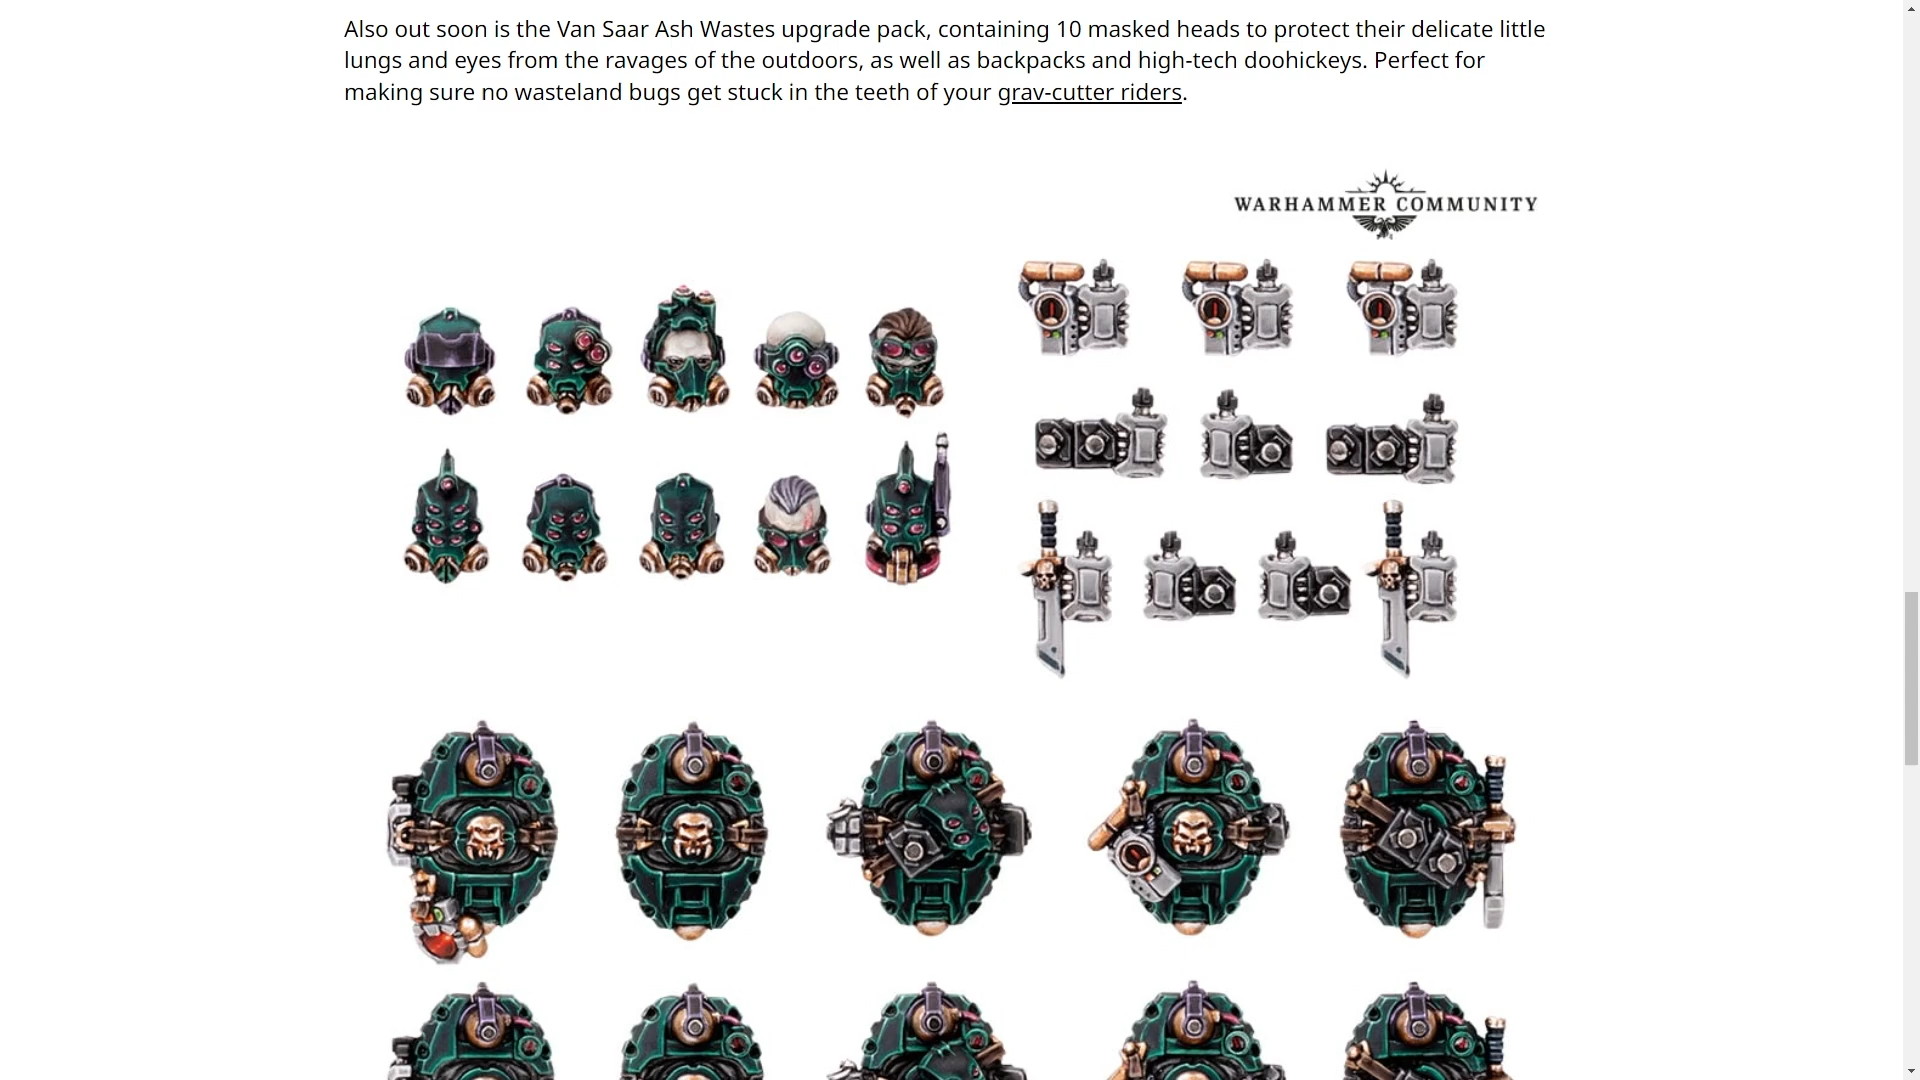 Also out soon is the Van Saar Ash Wastes upgrade pack, containing 10 masked heads to protect their delicate little
lungs and eyes from the ravages of the outdoors, as well as backpacks and high-tech doohickeys. Perfect for
making sure no wasteland bugs get stuck in the teeth of your grav-cutter riders.
WARHAMMER COMMUNITY